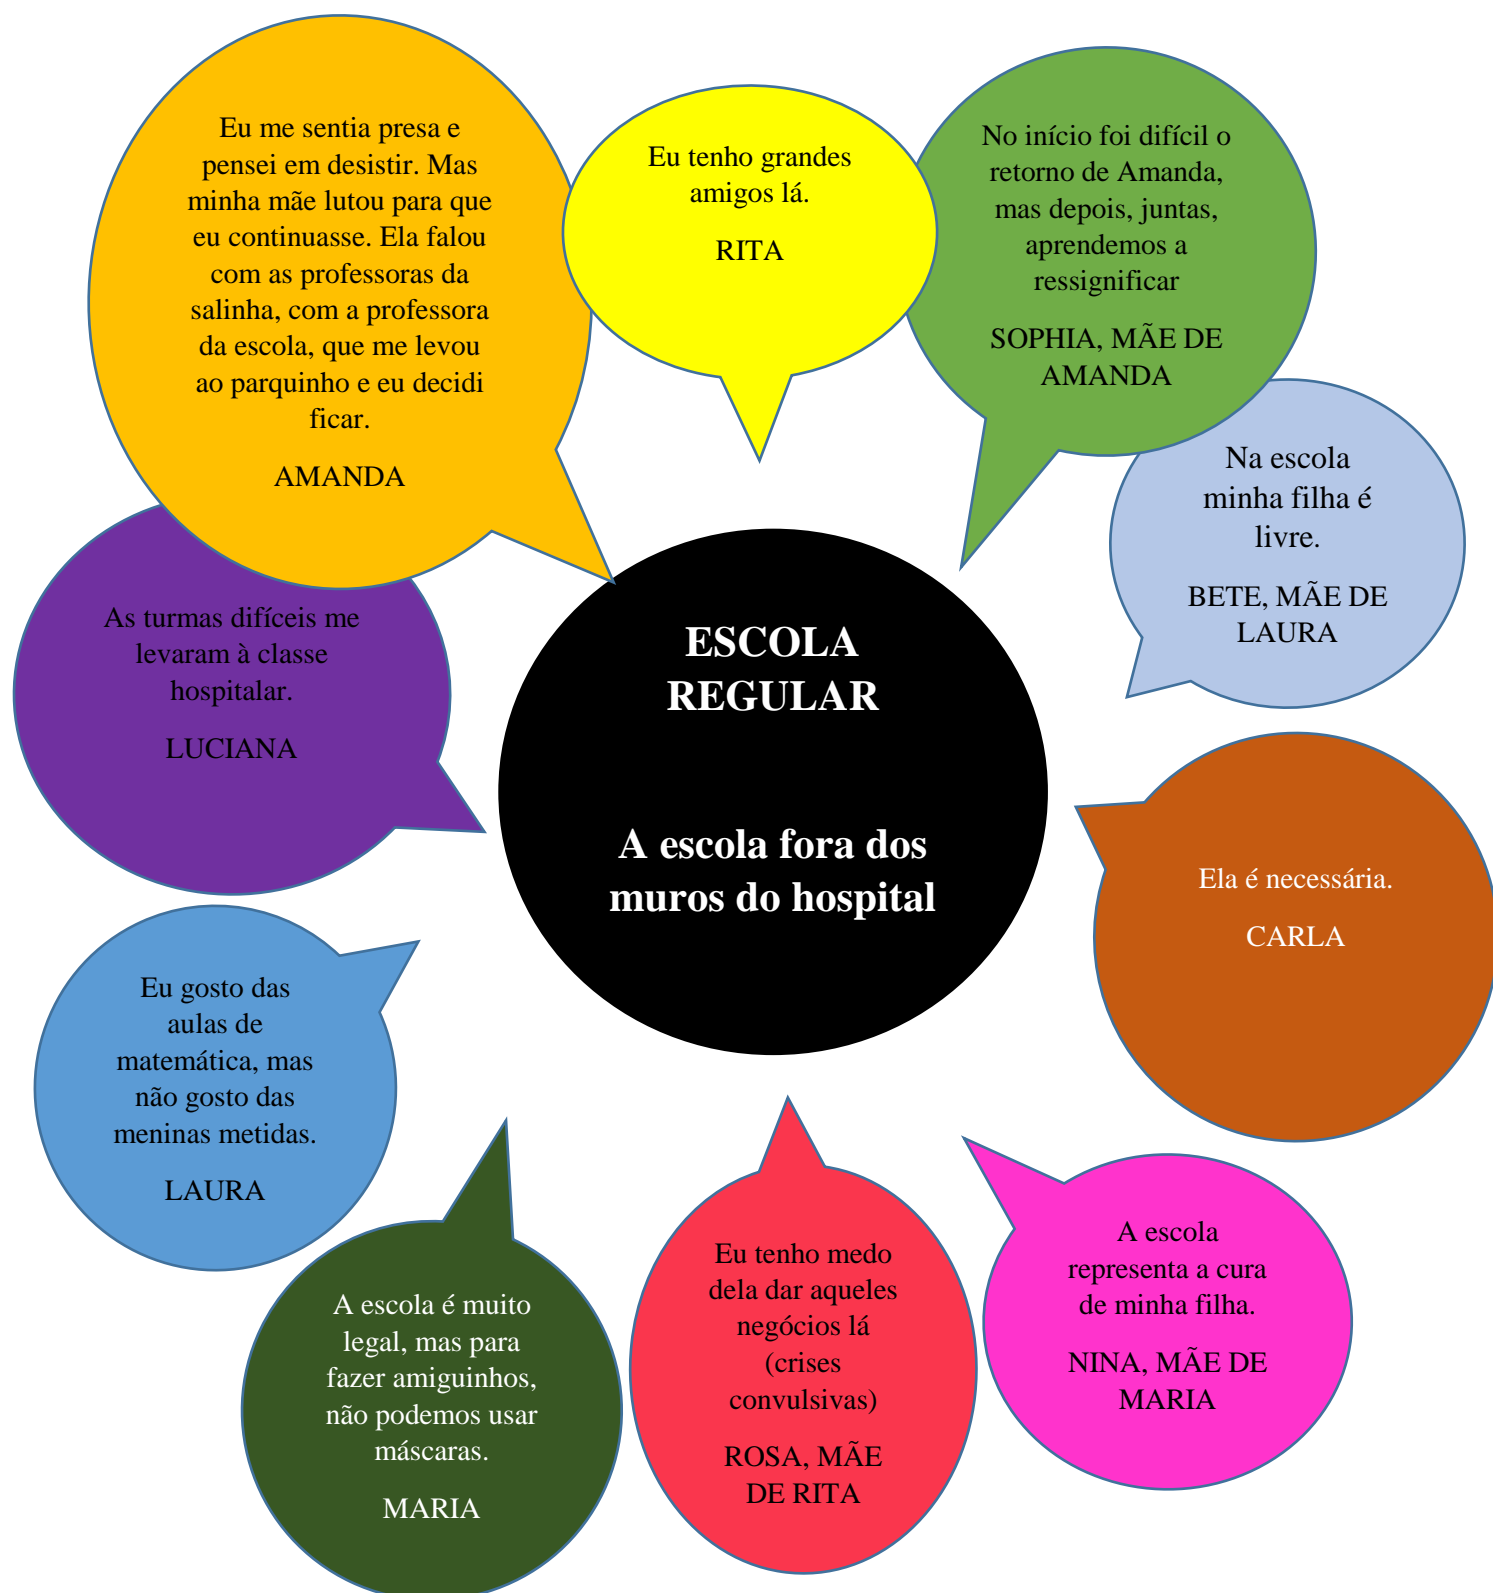 Eu me sentia presa e
pensei em desistir. Mas
minha mãe lutou para que
eu continuasse. Ela falou
com as professoras da
salinha, com a professora
da escola, que me levou
ao parquinho e eu decidi
ficar.
AMANDA
Eu tenho grandes
amigos lá.
RITA
No início foi difícil o
retorno de Amanda,
mas depois, juntas,
aprendemos a
ressignificar
SOPHIA, MÃE DE
AMANDA
Na escola
minha filha é
livre.
BETE, MÃE DE
LAURA
As turmas difíceis me
levaram à classe
hospitalar.
LUCIANA
ESCOLA
REGULAR
A escola fora dos
muros do hospital
Ela é necessária.
CARLA
Eu gosto das
aulas de
matemática, mas
não gosto das
meninas metidas.
LAURA
A escola é muito
legal, mas para
fazer amiguinhos,
não podemos usar
máscaras.
MARIA
Eu tenho medo
dela dar aqueles
negócios lá
(crises
convulsivas)
ROSA, MÃE
DE RITA
A escola
representa a cura
de minha filha.
NINA, MÃE DE
MARIA